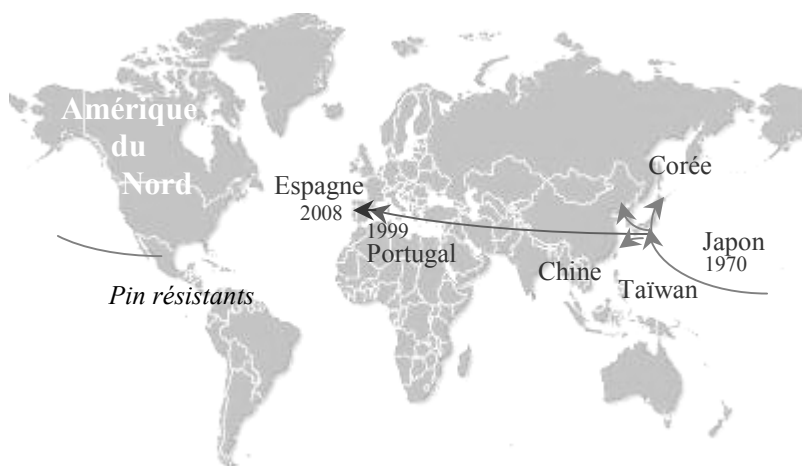 Amérique
du
Nord
Pin résistants
Espagne
2008
1999
Portugal
Corée
Japon
1970
Chine
Taïwan